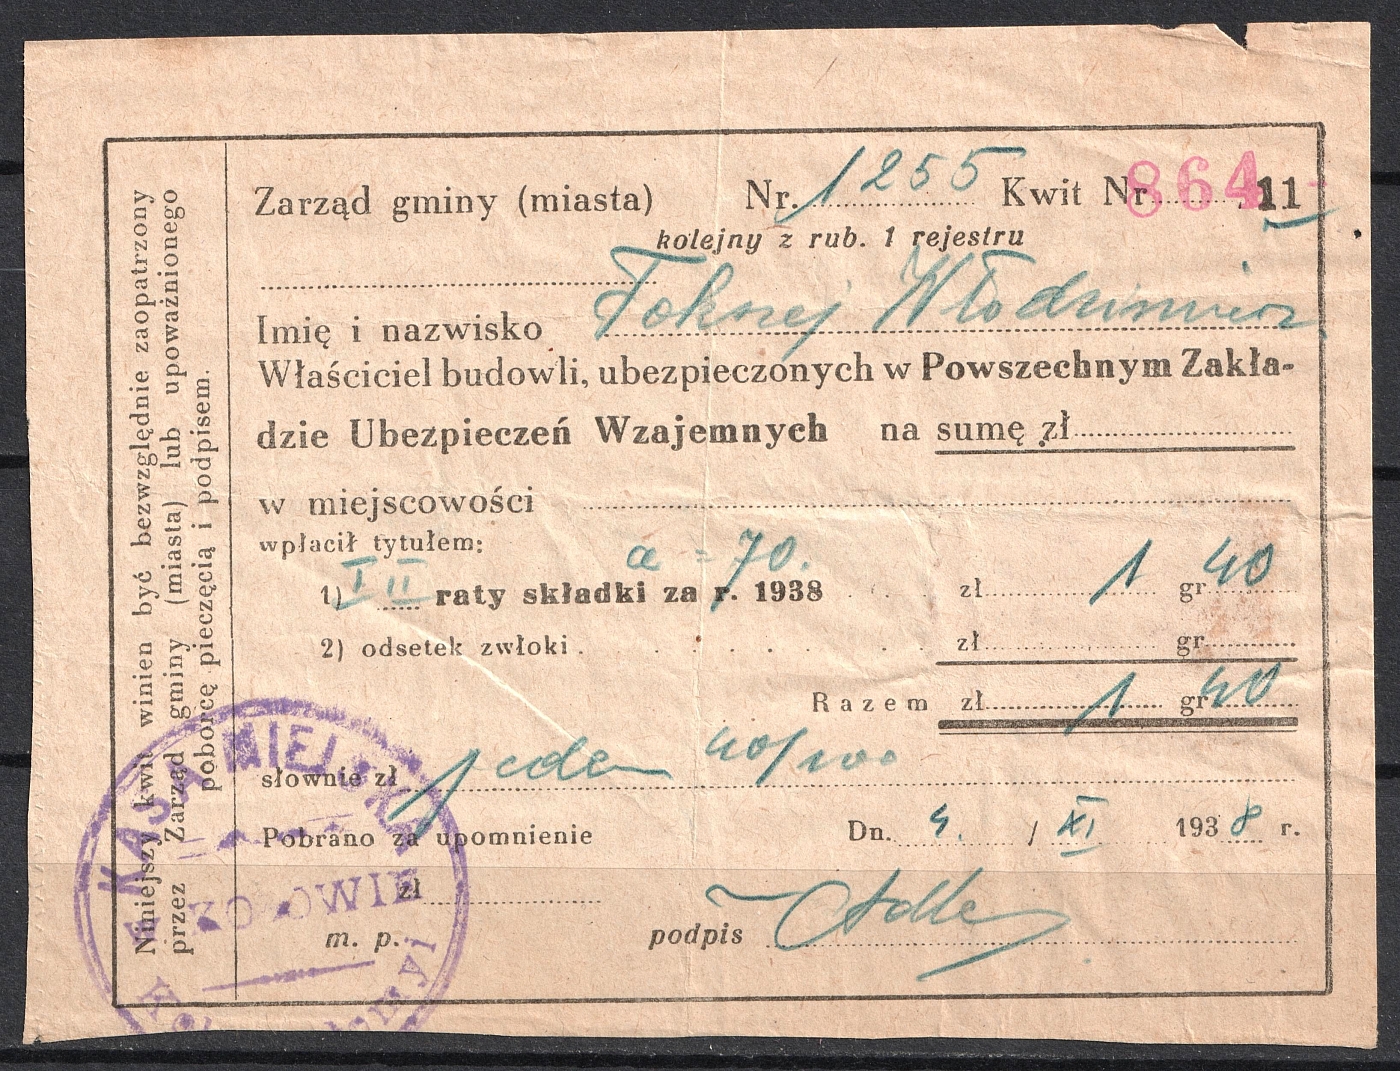 Niniejszy kwit winien być bezwzględnie zaopatrzony
przez Zarząd gminy (miasta) lub upoważnionego
poborcę pieczęcią i podpisem.
Zarząd gminy (miasta) Nr. 1255 Kwit Nr 864 11
kolejny z rub. 1 rejestru
Imię i nazwisko Włodzimierz
Właściciel budowli, ubezpieczonych w Powszechnym Zakła-
dzie Ubezpieczeń Wzajemnych na sumę zł
w miejscowości
wpłacił tytułem:
a = 70.
1) I II raty składki za r. 1938 zł 1 gr 40
2) odsetek zwłoki zł gr
Razem zł 1 gr 40
słownie zł jeden 40/100
Pobrano za upomnienie Dn. 4. / XI 1938 r.
zł
m. p. podpis
KASA MIEJSKA